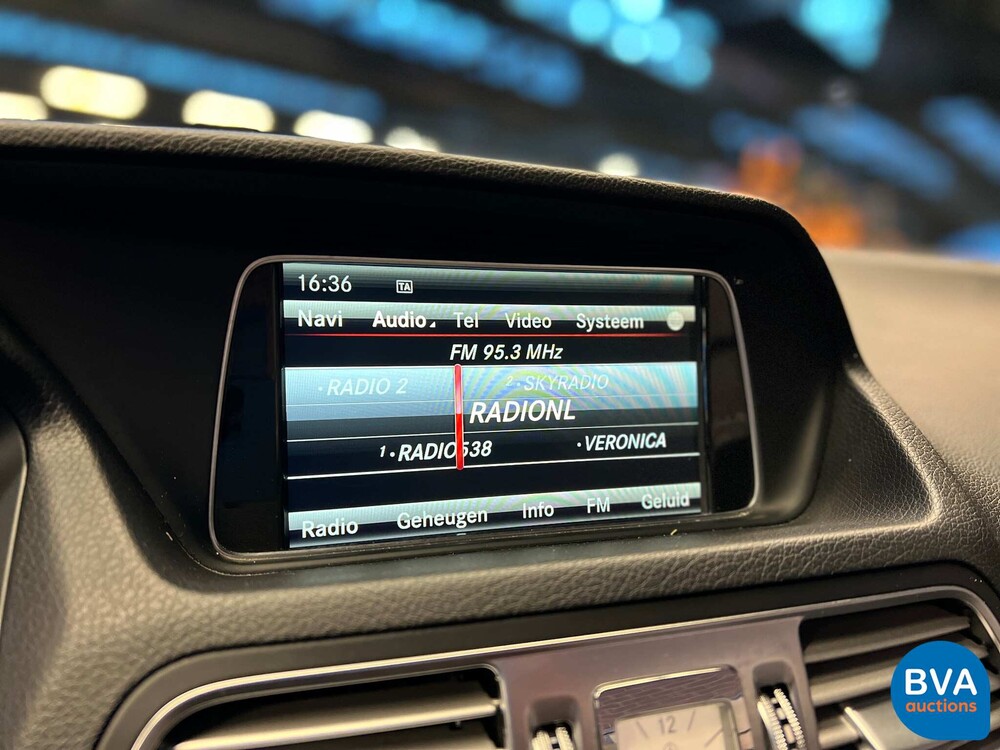 16:36 TA
Navi Audio Tel Video Systeem
FM 95.3 MHz
•RADIO 2 2•SKYRADIO
RADIONL
1•RADIO538 •VERONICA
Radio Geheugen Info FM Geluid
12
BVA
auctions